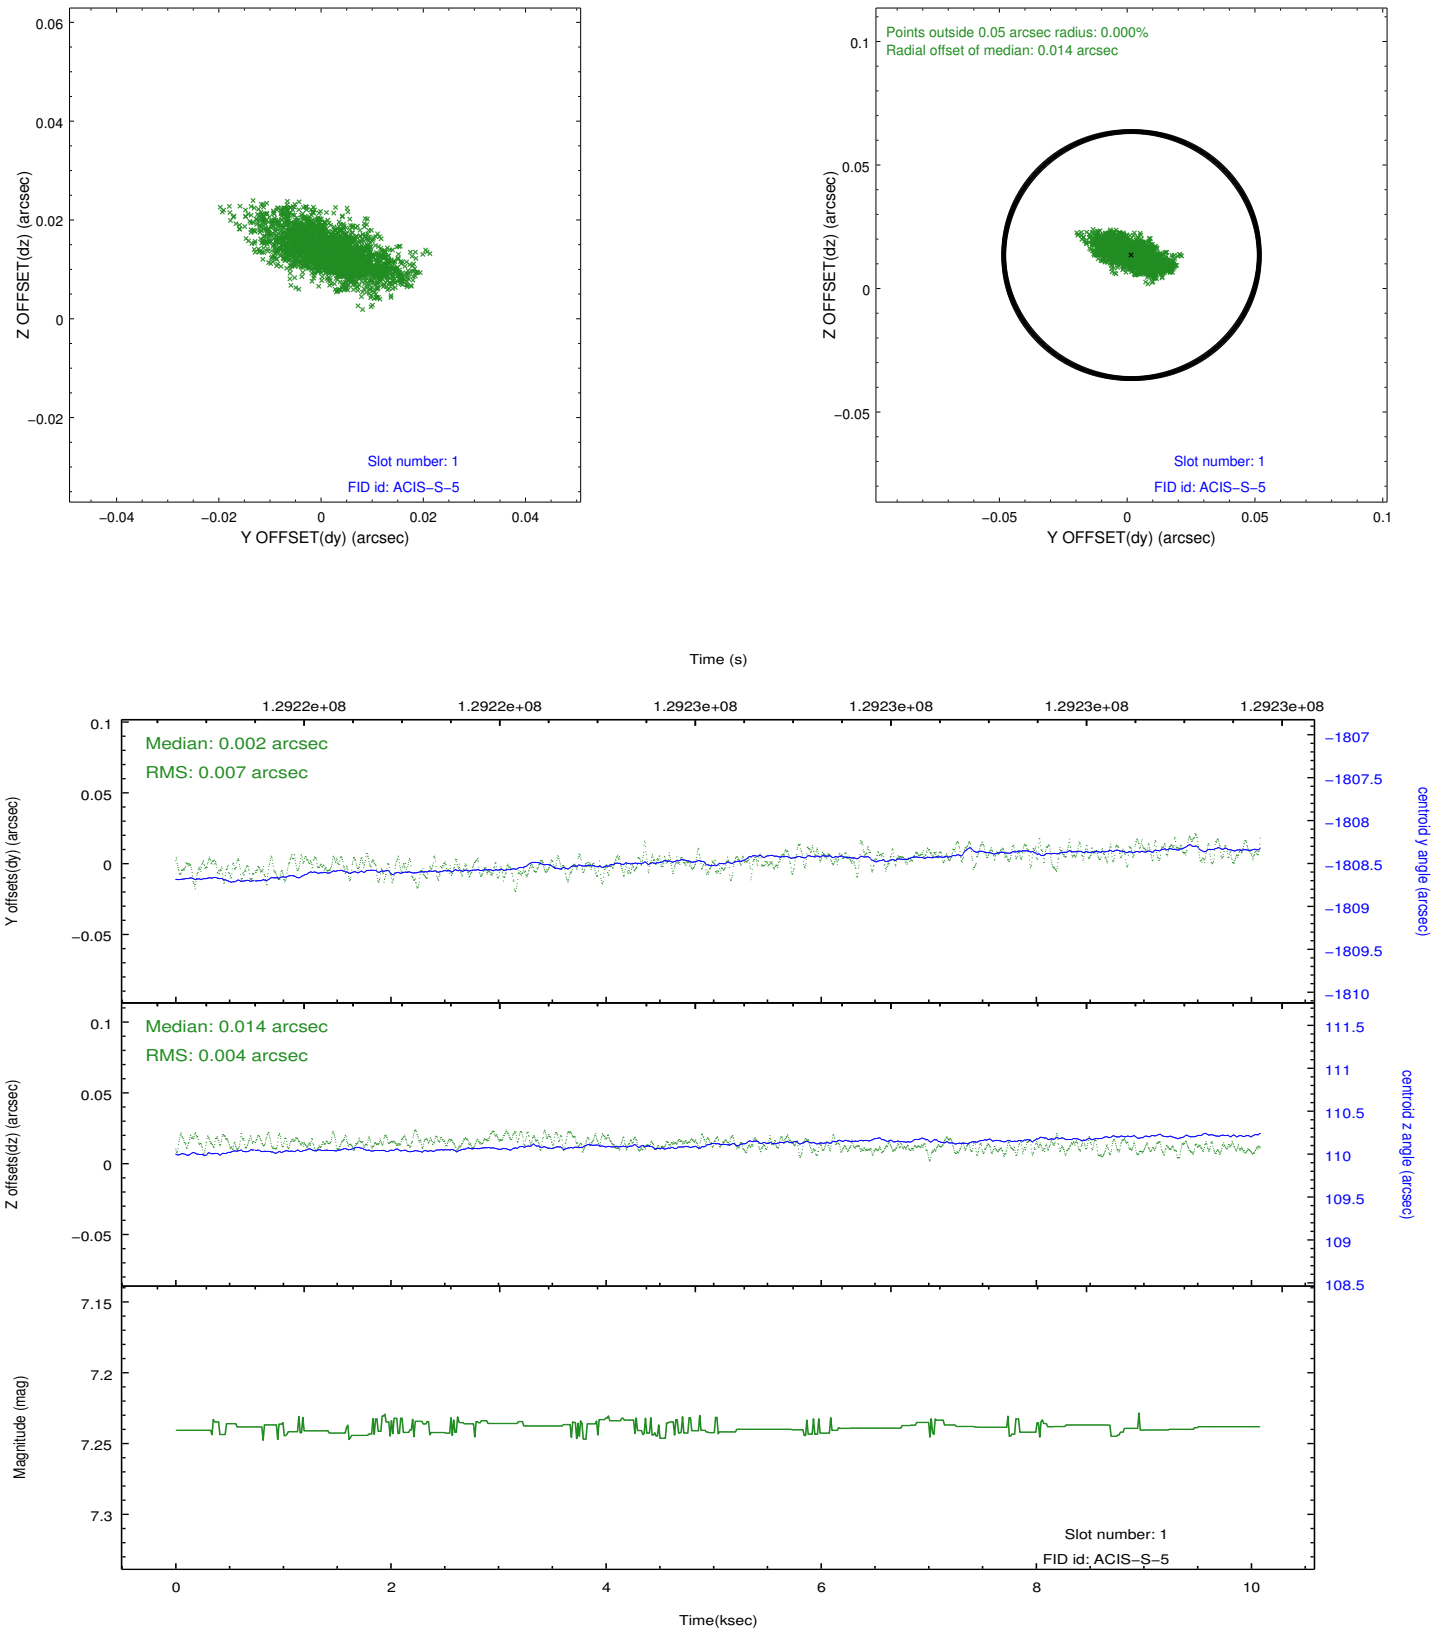 0.06
0.04
0.02
0
−0.02
Z OFFSET(dz) (arcsec)
Slot number: 1
FID id: ACIS−S−5
−0.04 −0.02 0 0.02 0.04
Y OFFSET(dy) (arcsec)
Points outside 0.05 arcsec radius: 0.000%
Radial offset of median: 0.014 arcsec
0.1
0.05
0
−0.05
Z OFFSET(dz) (arcsec)
Slot number: 1
FID id: ACIS−S−5
−0.05 0 0.05 0.1
Y OFFSET(dy) (arcsec)
Time (s)
1.2922e+08 1.2922e+08 1.2923e+08 1.2923e+08 1.2923e+08 1.2923e+08
Median: 0.002 arcsec
RMS: 0.007 arcsec
0.1
0.05
0
−0.05
Y offsets(dy) (arcsec)
−1807
−1807.5
−1808
−1808.5
−1809
−1809.5
−1810
centroid y angle (arcsec)
Median: 0.014 arcsec
RMS: 0.004 arcsec
0.1
0.05
0
−0.05
Z offsets(dz) (arcsec)
111.5
111
110.5
110
109.5
109
108.5
centroid z angle (arcsec)
7.15
7.2
7.25
7.3
Magnitude (mag)
Slot number: 1
FID id: ACIS−S−5
0 2 4 6 8 10
Time(ksec)